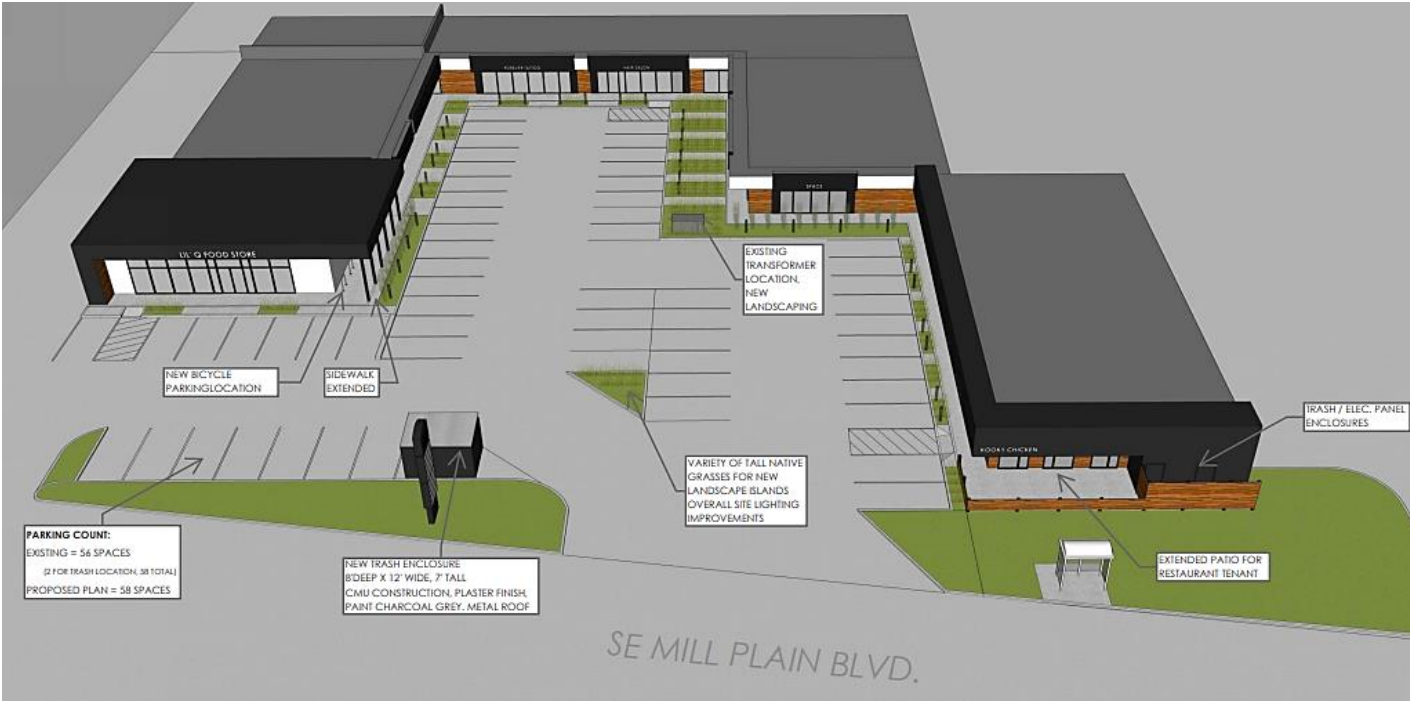 FOREVER TATTOO
HAIR SALON
SPACE
LIL' Q FOOD STORE
EXISTING
TRANSFORMER
LOCATION,
NEW
LANDSCAPING
NEW BICYCLE
PARKINGLOCATION
SIDEWALK
EXTENDED
TRASH / ELEC. PANEL
ENCLOSURES
HOOKY CHICKEN
VARIETY OF TALL NATIVE
GRASSES FOR NEW
LANDSCAPE ISLANDS
OVERALL SITE LIGHTING
IMPROVEMENTS
PARKING COUNT:
EXISTING = 56 SPACES
(2 FOR TRASH LOCATION, 58 TOTAL)
PROPOSED PLAN = 58 SPACES
NEW TRASH ENCLOSURE
8'DEEP X 12' WIDE, 7' TALL
CMU CONSTRUCTION, PLASTER FINISH,
PAINT CHARCOAL GREY. METAL ROOF
EXTENDED PATIO FOR
RESTAURANT TENANT
SE MILL PLAIN BLVD.